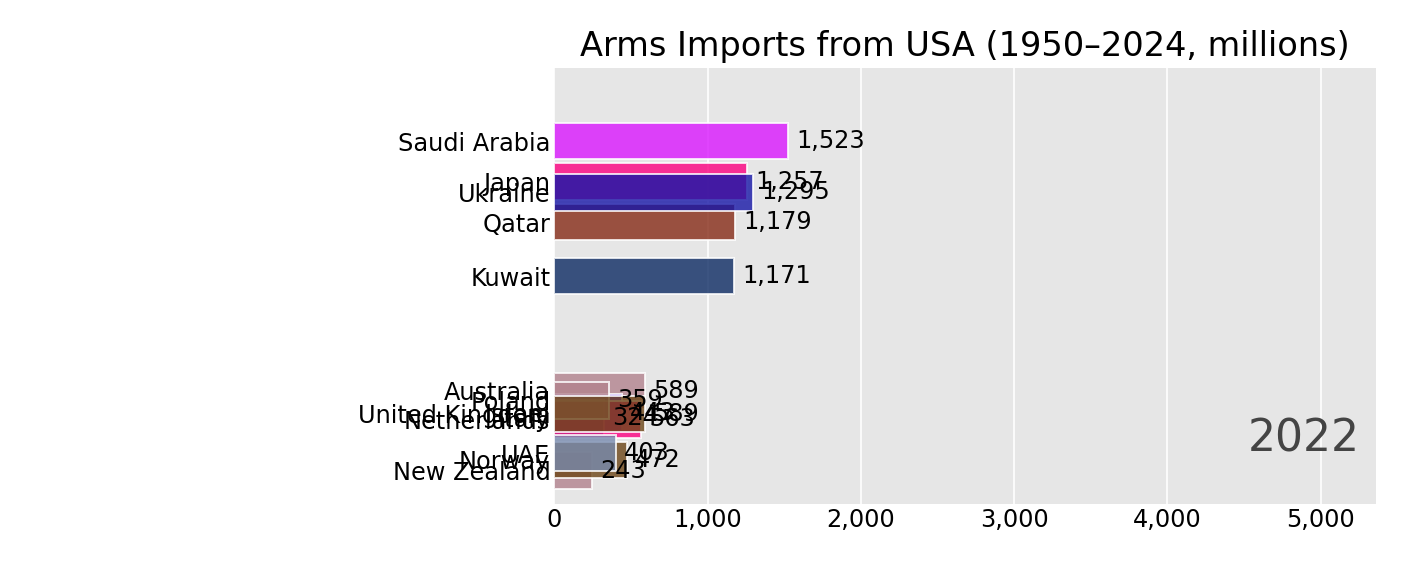 Arms Imports from USA (1950–2024, millions)
Saudi Arabia 1,523
Japan 1,257
Ukraine 1,295
Qatar 1,179
Kuwait 1,171
Australia 589
Poland 359
United Kingdom 589
Netherlands 563
UAE 403
Norway 472
New Zealand 243
2022
0 1,000 2,000 3,000 4,000 5,000